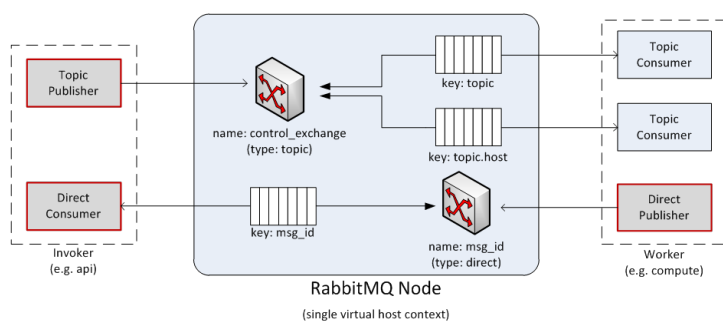 Topic
Publisher
name: control_exchange
(type: topic)
key: topic
Topic
Consumer
key: topic.host
Topic
Consumer
Direct
Consumer
key: msg_id
name: msg_id
(type: direct)
Direct
Publisher
Invoker
(e.g. api)
Worker
(e.g. compute)
RabbitMQ Node
(single virtual host context)